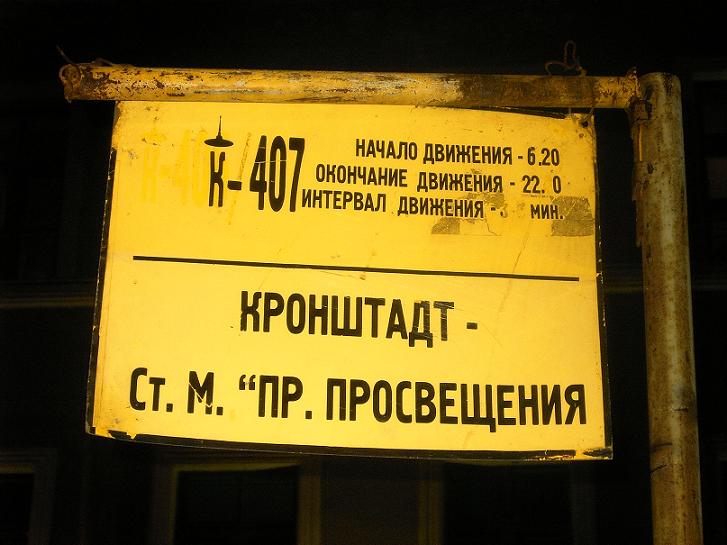 К-407
НАЧАЛО ДВИЖЕНИЯ - 6.20
ОКОНЧАНИЕ ДВИЖЕНИЯ - 22. 0
ИНТЕРВАЛ ДВИЖЕНИЯ - МИН.
КРОНШТАДТ -
Ст. М. “ПР. ПРОСВЕЩЕНИЯ